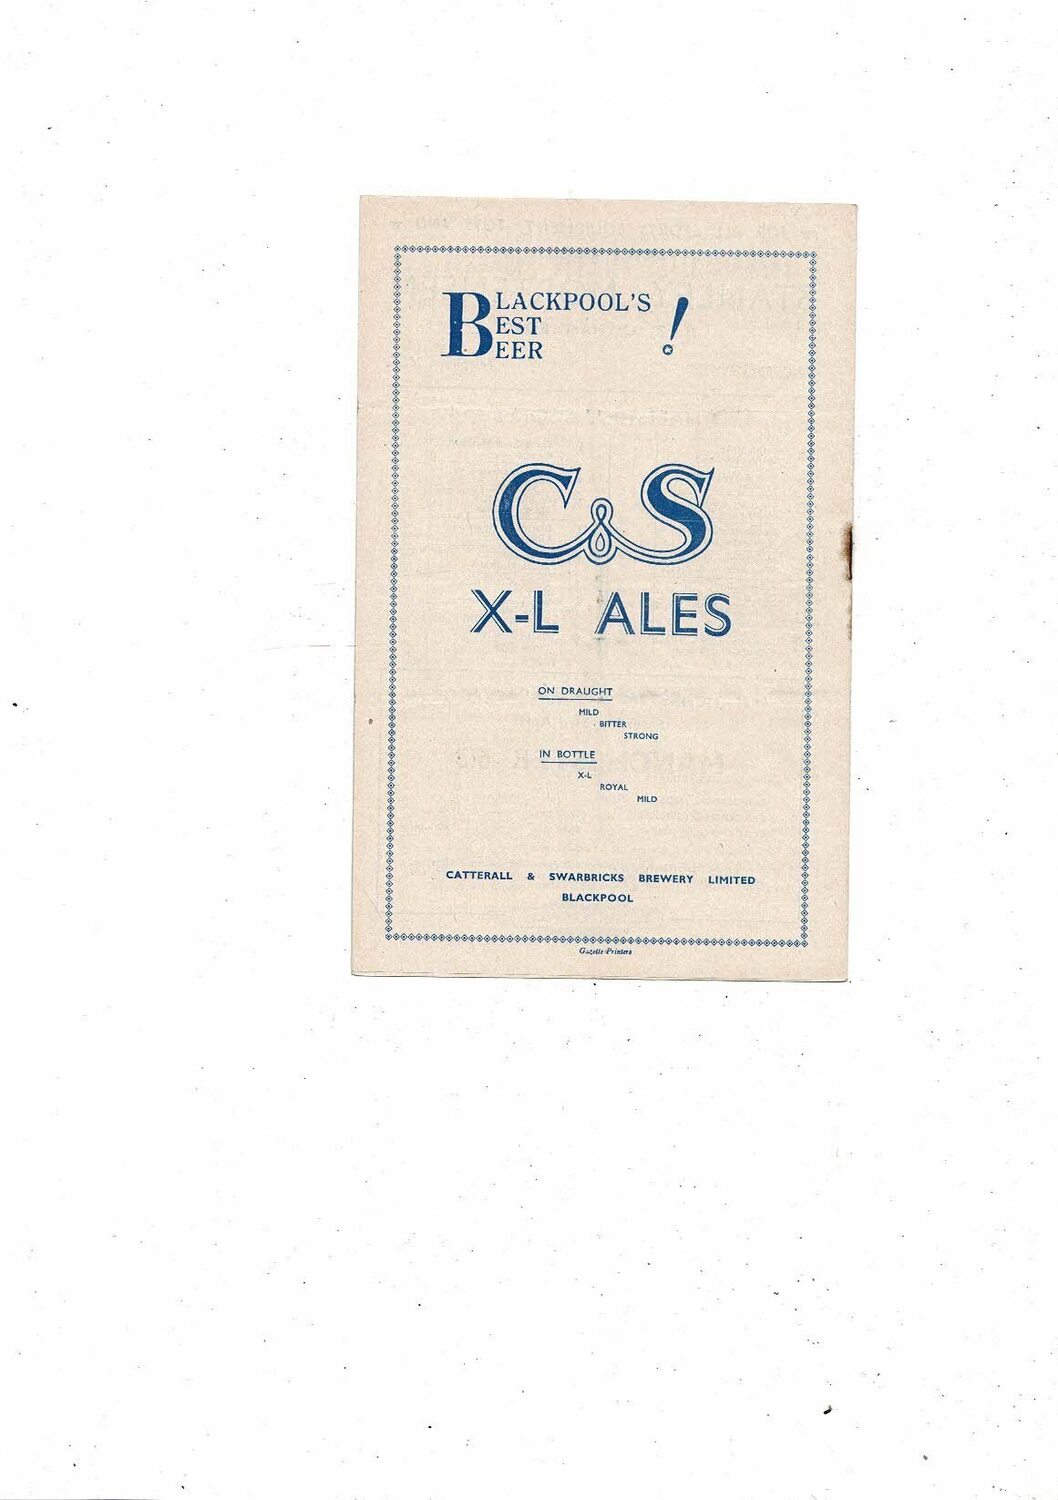 BLACKPOOL'S
BEST
BEER !
C&S
X-L ALES
ON DRAUGHT
MILD
BITTER
STRONG
IN BOTTLE
X-L
ROYAL
MILD
CATTERALL & SWARBRICKS BREWERY LIMITED
BLACKPOOL
Gazette Printers